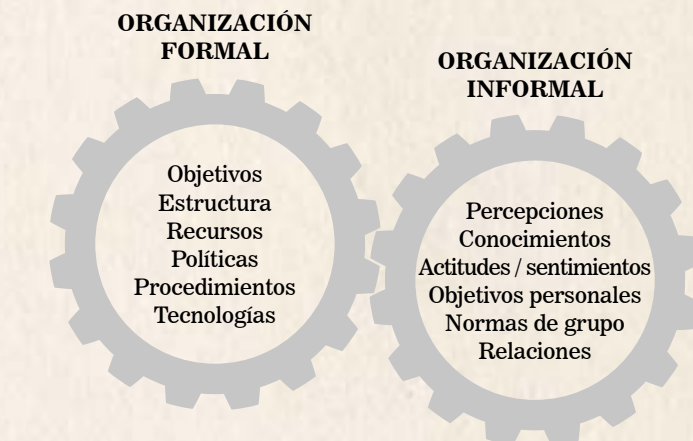 ORGANIZACIÓN
FORMAL
Objetivos
Estructura
Recursos
Políticas
Procedimientos
Tecnologías
ORGANIZACIÓN
INFORMAL
Percepciones
Conocimientos
Actitudes / sentimientos
Objetivos personales
Normas de grupo
Relaciones